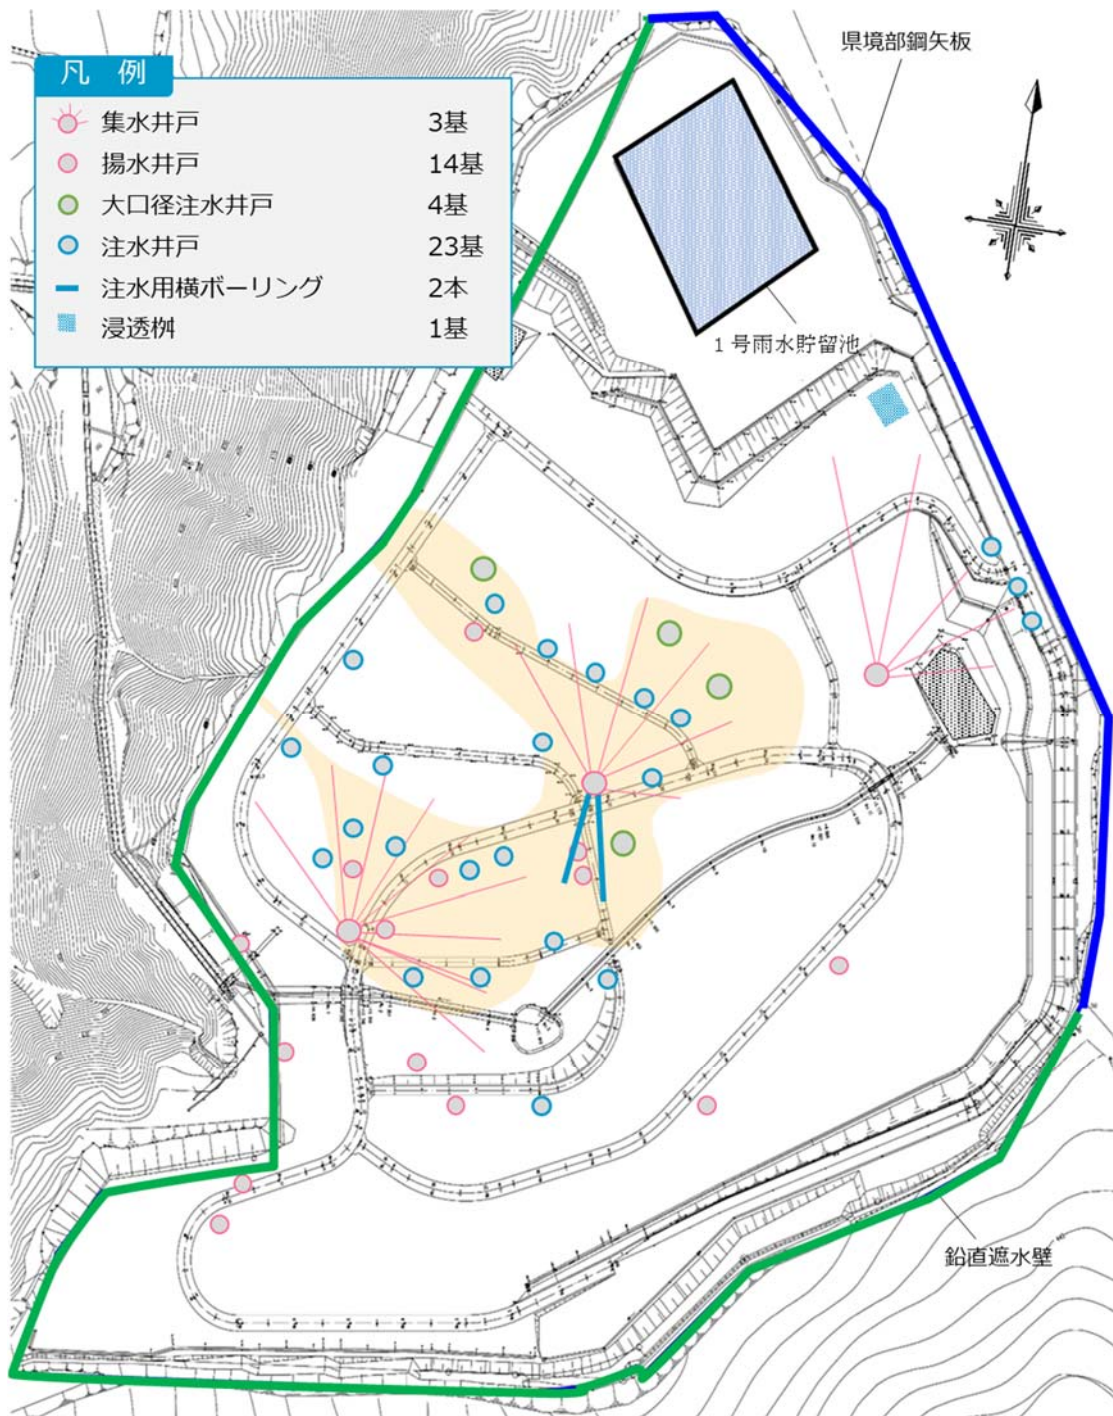 県境部鋼矢板
凡 例
集水井戸 3基
揚水井戸 14基
大口径注水井戸 4基
注水井戸 23基
注水用横ボーリング 2本
浸透桝 1基
1号雨水貯留池
鉛直遮水壁